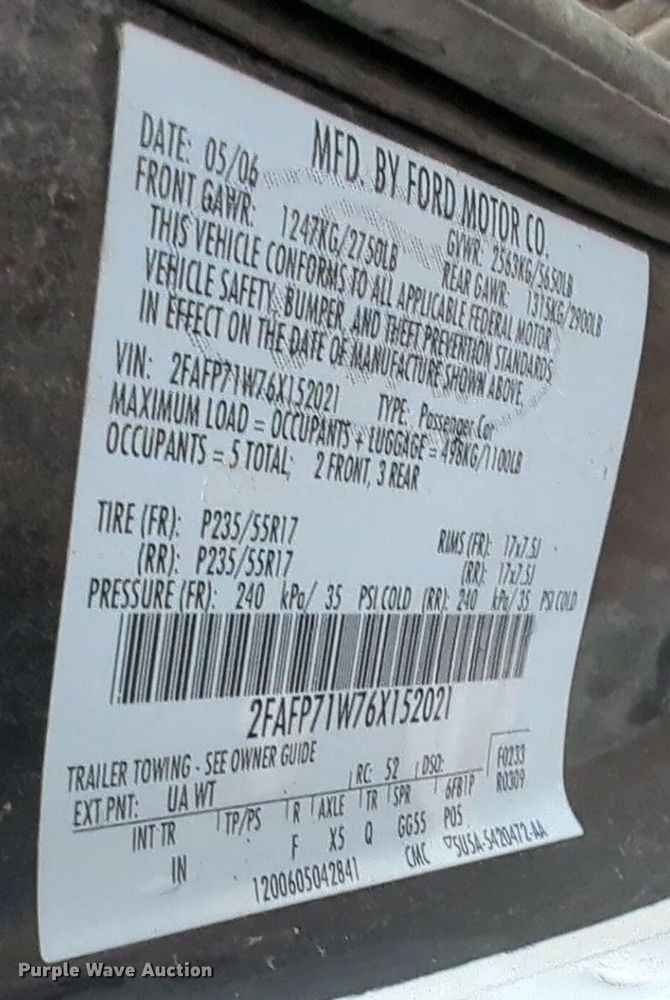 MFD. BY FORD MOTOR CO.
DATE: 05/06 GVWR: 2563KG/5650LB
FRONT GAWR: 1247KG/2750LB REAR GAWR: 1315KG/2900LB
THIS VEHICLE CONFORMS TO ALL APPLICABLE FEDERAL MOTOR
VEHICLE SAFETY, BUMPER, AND THEFT PREVENTION STANDARDS
IN EFFECT ON THE DATE OF MANUFACTURE SHOWN ABOVE.
VIN: 2FAFP71W76X152021 TYPE: Passenger Car
MAXIMUM LOAD = OCCUPANTS + LUGGAGE = 498KG/1100LB
OCCUPANTS = 5 TOTAL; 2 FRONT, 3 REAR
TIRE (FR): P235/55R17 RIMS (FR): 17x7.5J
(RR): P235/55R17 (RR): 17x7.5J
PRESSURE (FR): 240 kPa/ 35 PSI COLD (RR): 240 kPa/ 35 PSI COLD
2FAFP71W76X152021
TRAILER TOWING - SEE OWNER GUIDE
EXT PNT: UA WT RC: 52 DSO: F0233
INT TR TP/PS R AXLE TR SPR 6FB1P R0309
IN F X5 Q GG55 P05
1200605042841 CMC ▽5USA-5420472-AA
Purple Wave Auction